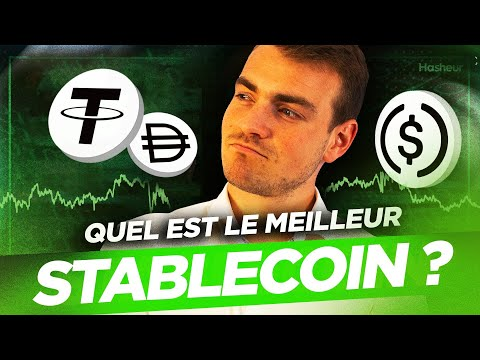 Hasheur
QUEL EST LE MEILLEUR
STABLECOIN ?